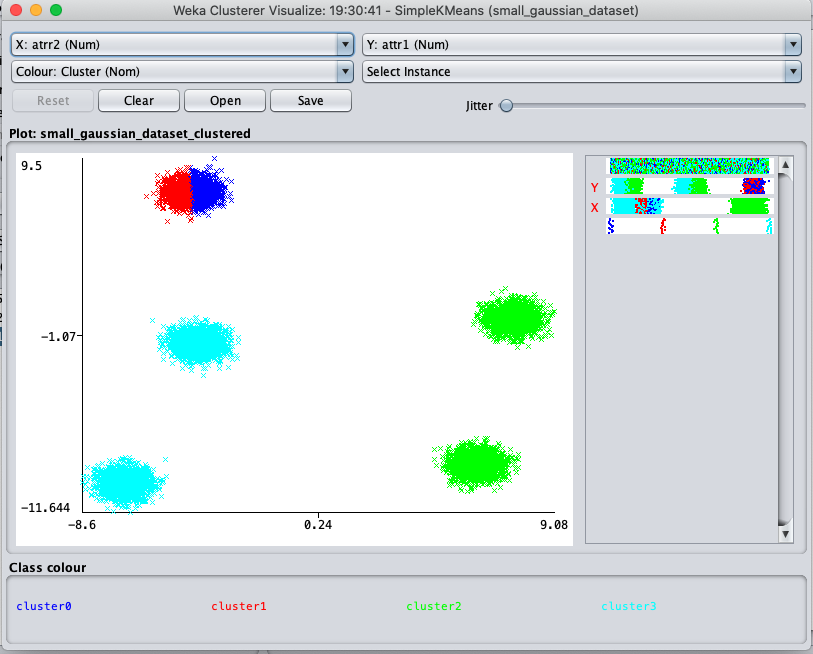 Weka Clusterer Visualize: 19:30:41 - SimpleKMeans (small_gaussian_dataset)
X: atrr2 (Num) Y: attr1 (Num)
Colour: Cluster (Nom) Select Instance
Reset Clear Open Save Jitter
Plot: small_gaussian_dataset_clustered
9.5
-1.07
-11.644
-8.6 0.24 9.08
Y
X
Class colour
cluster0 cluster1 cluster2 cluster3